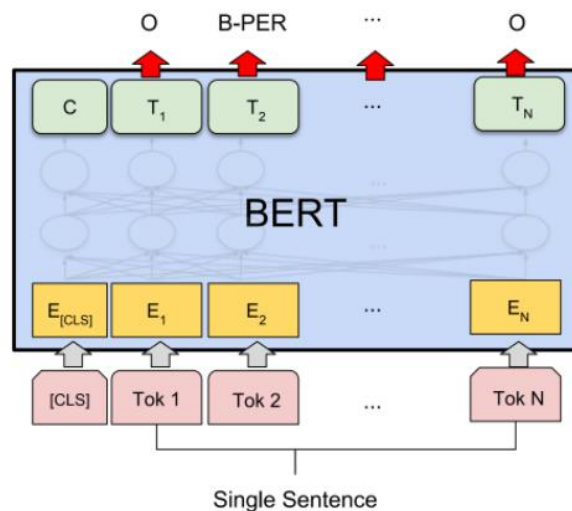 O B-PER ... O
C T1 T2 ... TN
...
BERT
...
E[CLS] E1 E2 ... EN
[CLS] Tok 1 Tok 2 ... Tok N
Single Sentence